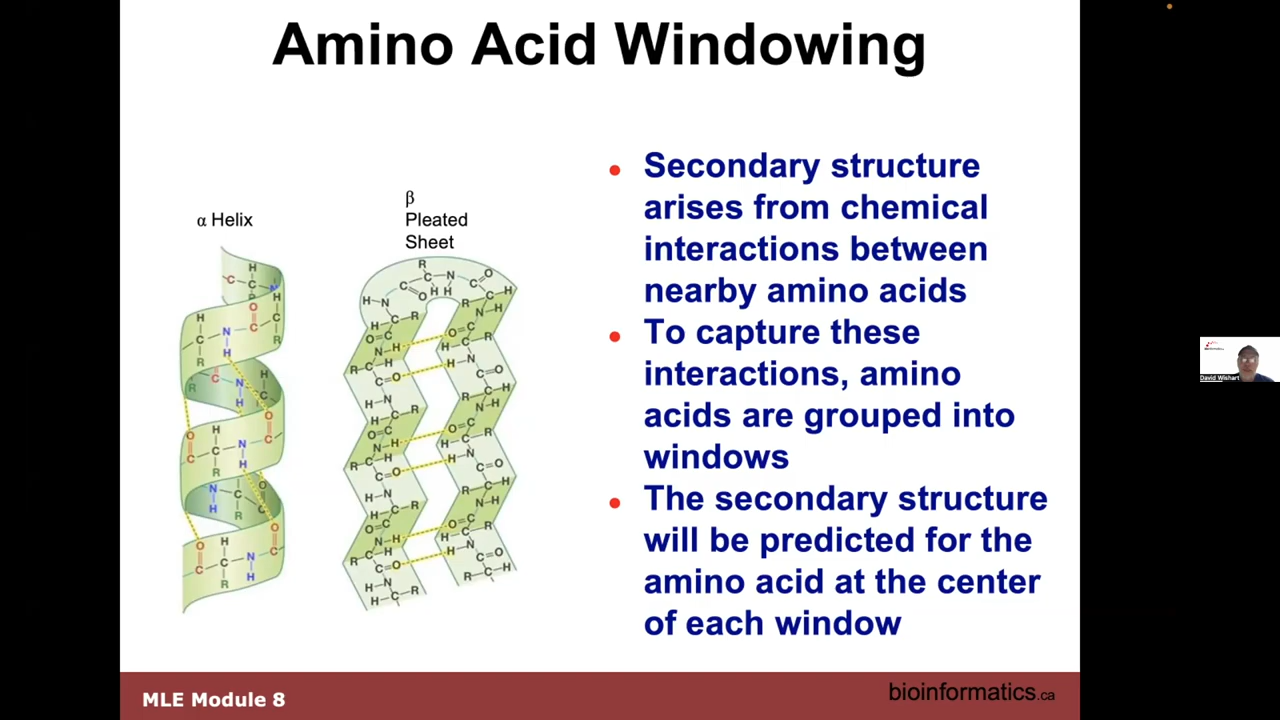 Amino Acid Windowing
α Helix
β
Pleated
Sheet
• Secondary structure
arises from chemical
interactions between
nearby amino acids
• To capture these
interactions, amino
acids are grouped into
windows
• The secondary structure
will be predicted for the
amino acid at the center
of each window
David Wishart
MLE Module 8
bioinformatics.ca